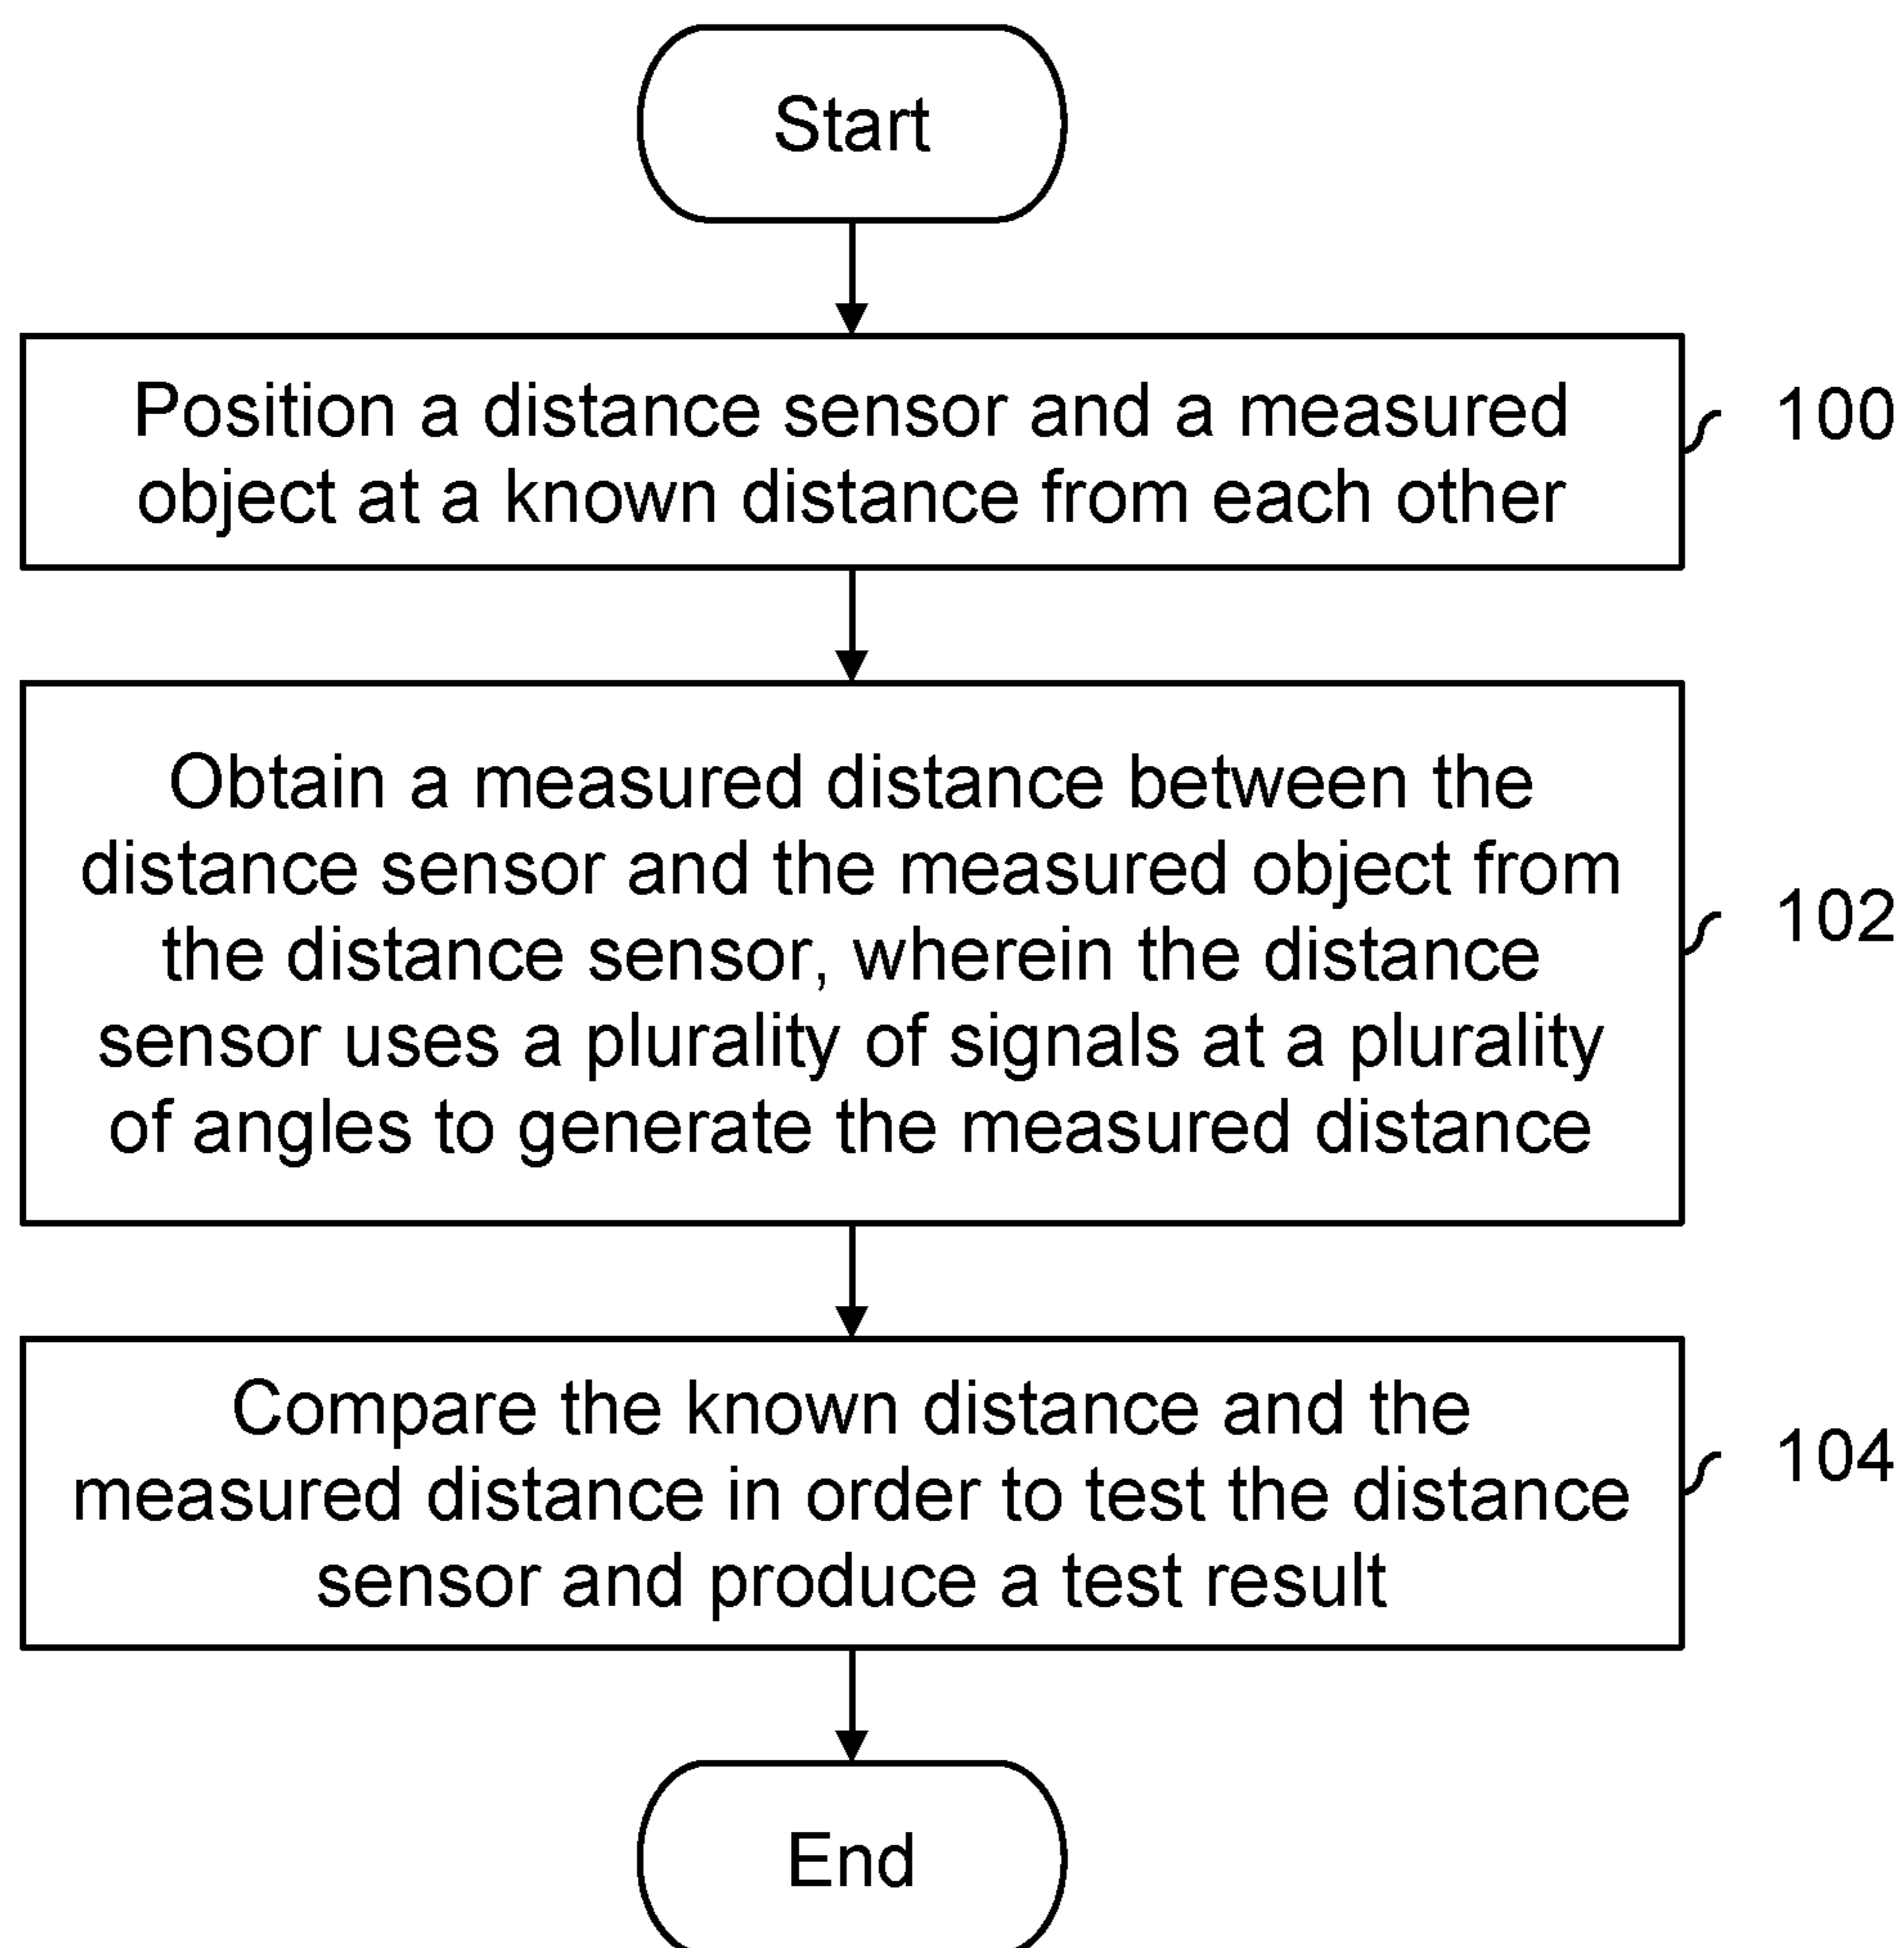 Start
Position a distance sensor and a measured
object at a known distance from each other
100
Obtain a measured distance between the
distance sensor and the measured object from
the distance sensor, wherein the distance
sensor uses a plurality of signals at a plurality
of angles to generate the measured distance
102
Compare the known distance and the
measured distance in order to test the distance
sensor and produce a test result
104
End